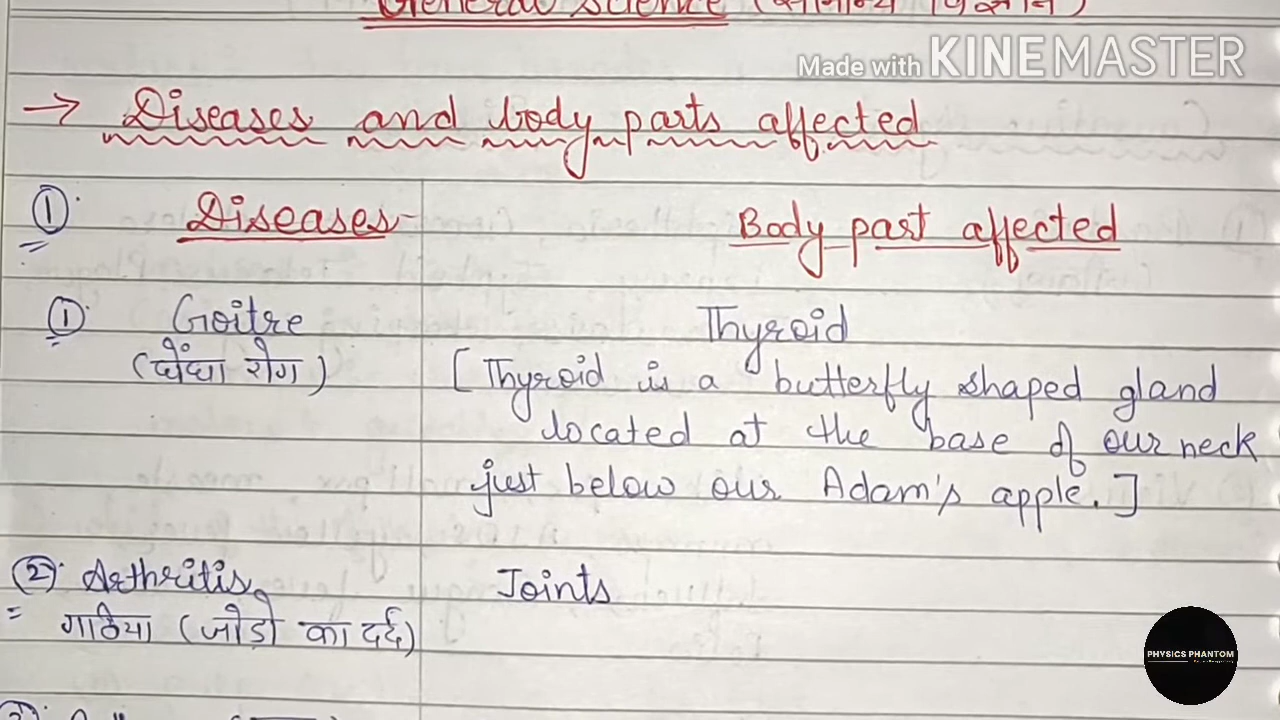 General Science (सामान्य विज्ञान)
Made with KINEMASTER
→ Diseases and body parts affected
① Diseases - Body part affected
① Goitre Thyroid
(घेंघा रोग) [Thyroid is a butterfly shaped gland
located at the base of our neck
just below our Adam's apple.]
(2) Arthritis Joints
= गाठिया (जोड़ो का दर्द)
PHYSICS PHANTOM